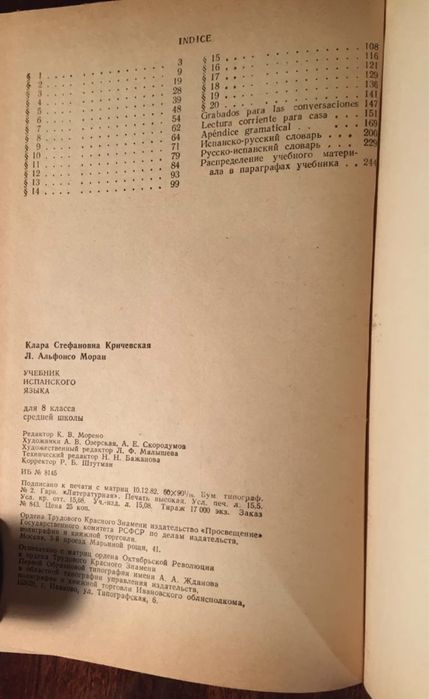 INDICE
§ 1 . . . . . . . . . . . . 3
§ 2 . . . . . . . . . . . . 9
§ 3 . . . . . . . . . . . . 19
§ 4 . . . . . . . . . . . . 28
§ 5 . . . . . . . . . . . . 39
§ 6 . . . . . . . . . . . . 48
§ 7 . . . . . . . . . . . . 54
§ 8 . . . . . . . . . . . . 62
§ 9 . . . . . . . . . . . . 64
§ 10 . . . . . . . . . . . . 71
§ 11 . . . . . . . . . . . . 79
§ 12 . . . . . . . . . . . . 84
§ 13 . . . . . . . . . . . . 93
§ 14 . . . . . . . . . . . . 99
§ 15 . . . . . . . . . . . . 108
§ 16 . . . . . . . . . . . . 116
§ 17 . . . . . . . . . . . . 121
§ 18 . . . . . . . . . . . . 129
§ 19 . . . . . . . . . . . . 136
§ 20 . . . . . . . . . . . . 141
Grabados para las conversaciones 147
Lectura corriente para casa . . . 151
Apéndice gramatical . . . 169
Испанско-русский словарь . . . 200
Русско-испанский словарь . . . 229
Распределение учебного матери-
ала в параграфах учебника . . 244
Клара Стефановна Кричевская
Л. Альфонсо Моран
УЧЕБНИК
ИСПАНСКОГО
ЯЗЫКА
для 8 класса
средней школы
Редактор К. В. Морено
Художники А. В. Озерская, А. Е. Скородумов
Художественный редактор Л. Ф. Малышева
Технический редактор Н. Н. Бажанова
Корректор Р. Б. Штутман
ИБ № 8145
Подписано к печати с матриц 10.12.82. 60×90¹/₁₆. Бум. типограф.
№ 2. Гарн. «Литературная». Печать высокая. Усл. печ. л. 15,5.
Усл. кр. отт. 15,68. Уч.-изд. л. 15,08. Тираж 17 000 экз. Заказ
№ 843. Цена 25 коп.
Ордена Трудового Красного Знамени издательство «Просвещение»
Государственного комитета РСФСР по делам издательств,
полиграфии и книжной торговли.
Москва, 3-й проезд Марьиной рощи, 41.
Отпечатано с матриц ордена Октябрьской Революции
и ордена Трудового Красного Знамени
Первой Образцовой типографии имени А. А. Жданова
в областной типографии управления издательств,
полиграфии и книжной торговли Ивановского облисполкома,
г. Иваново, ул. Типографская, 6.